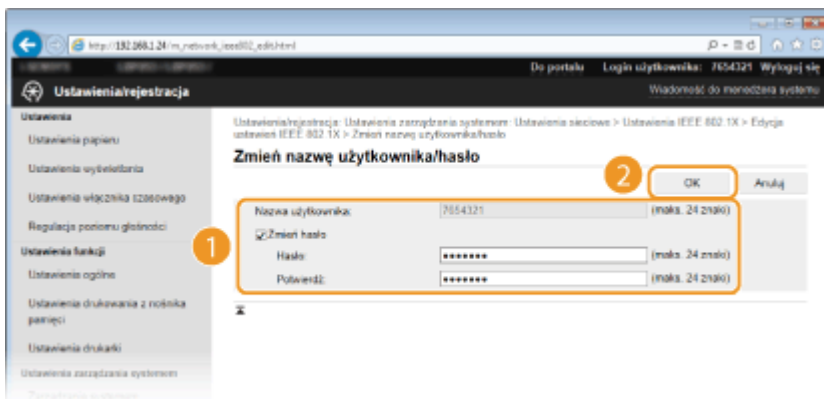 http://192.168.1.24/m_network_ieee802_edit.html
Do portalu Login użytkownika: 7654321 Wyloguj się
Ustawienia/rejestracja
Wiadomość do menedżera systemu
Ustawienia
Ustawienia papieru
Ustawienia wyświetlania
Ustawienia włącznika czasowego
Regulacja poziomu głośności
Ustawienia funkcji
Ustawienia ogólne
Ustawienia drukowania z nośnika
pamięci
Ustawienia drukarki
Ustawienia zarządzania systemem
Ustawienia/rejestracja: Ustawienia zarządzania systemem: Ustawienia sieciowe > Ustawienia IEEE 802.1X > Edycja
ustawień IEEE 802.1X > Zmień nazwę użytkownika/hasło
Zmień nazwę użytkownika/hasło
2
OK Anuluj
1
Nazwa użytkownika: 7654321 (maks. 24 znaki)
Zmień hasło
Hasło: ••••••• (maks. 24 znaki)
Potwierdź: ••••••• (maks. 24 znaki)